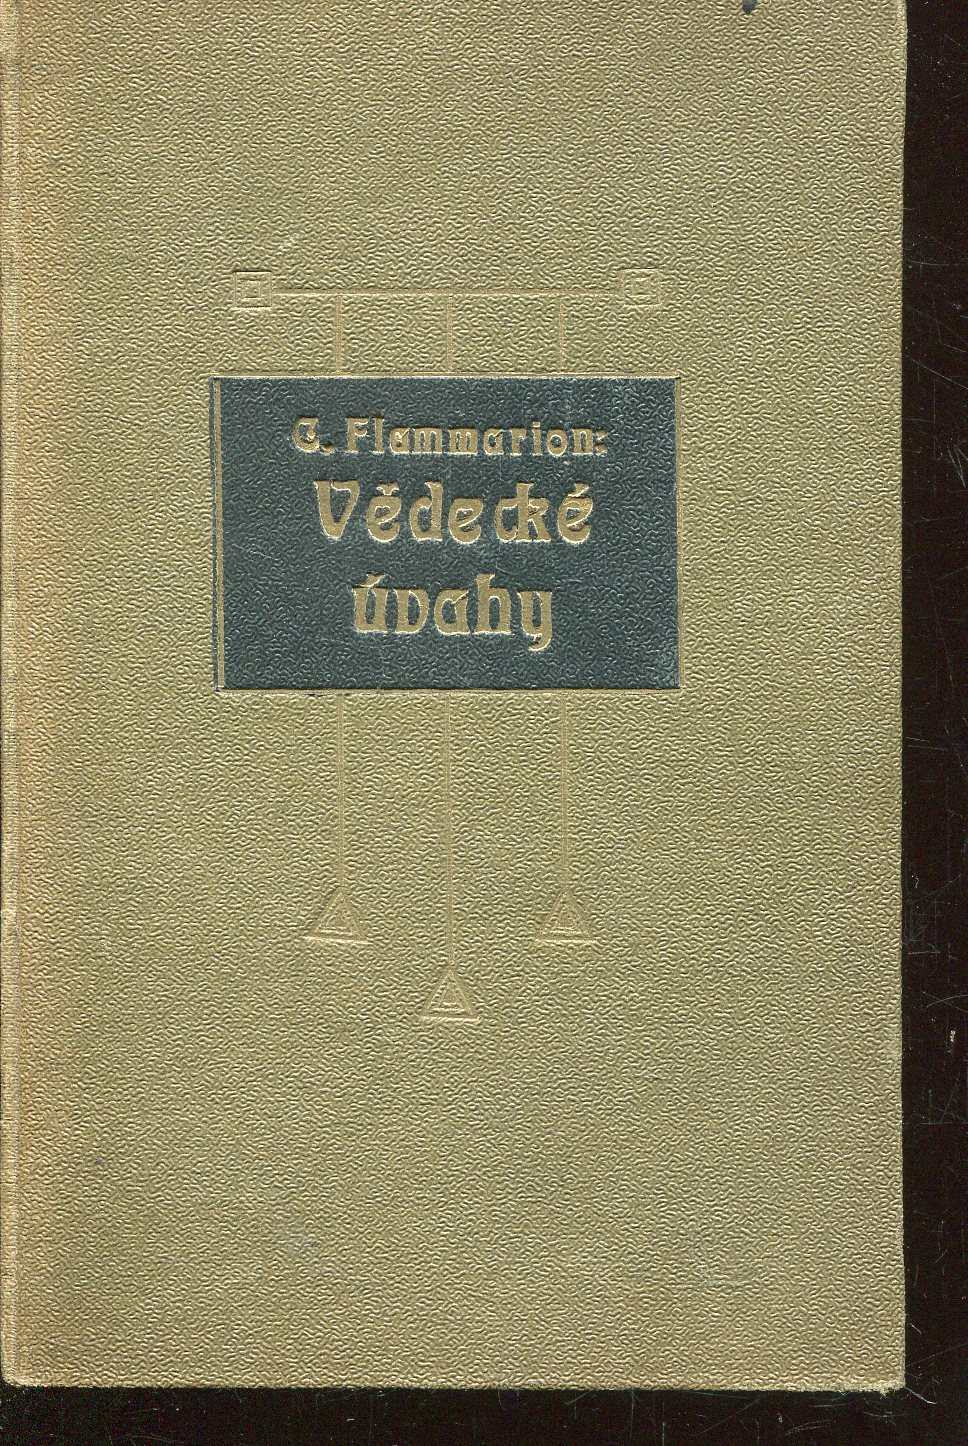 C. Flammarion:
Vědecké
úvahy